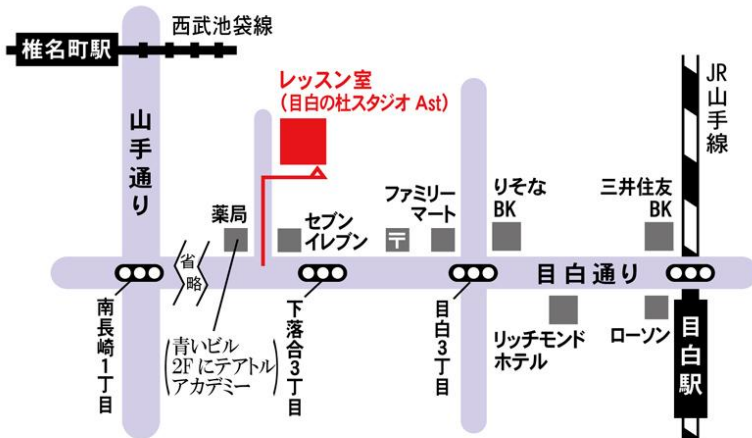 西武池袋線
椎名町駅
レッスン室
(目白の杜スタジオ Ast)
JR山手線
山手通り
薬局
セブン
イレブン
ファミリー
マート
〒
りそな
BK
三井住友
BK
省略
目白通り
南長崎1丁目
(青いビル
2Fにテアトル
アカデミー)
下落合3丁目
目白3丁目
リッチモンド
ホテル
ローソン
目白駅